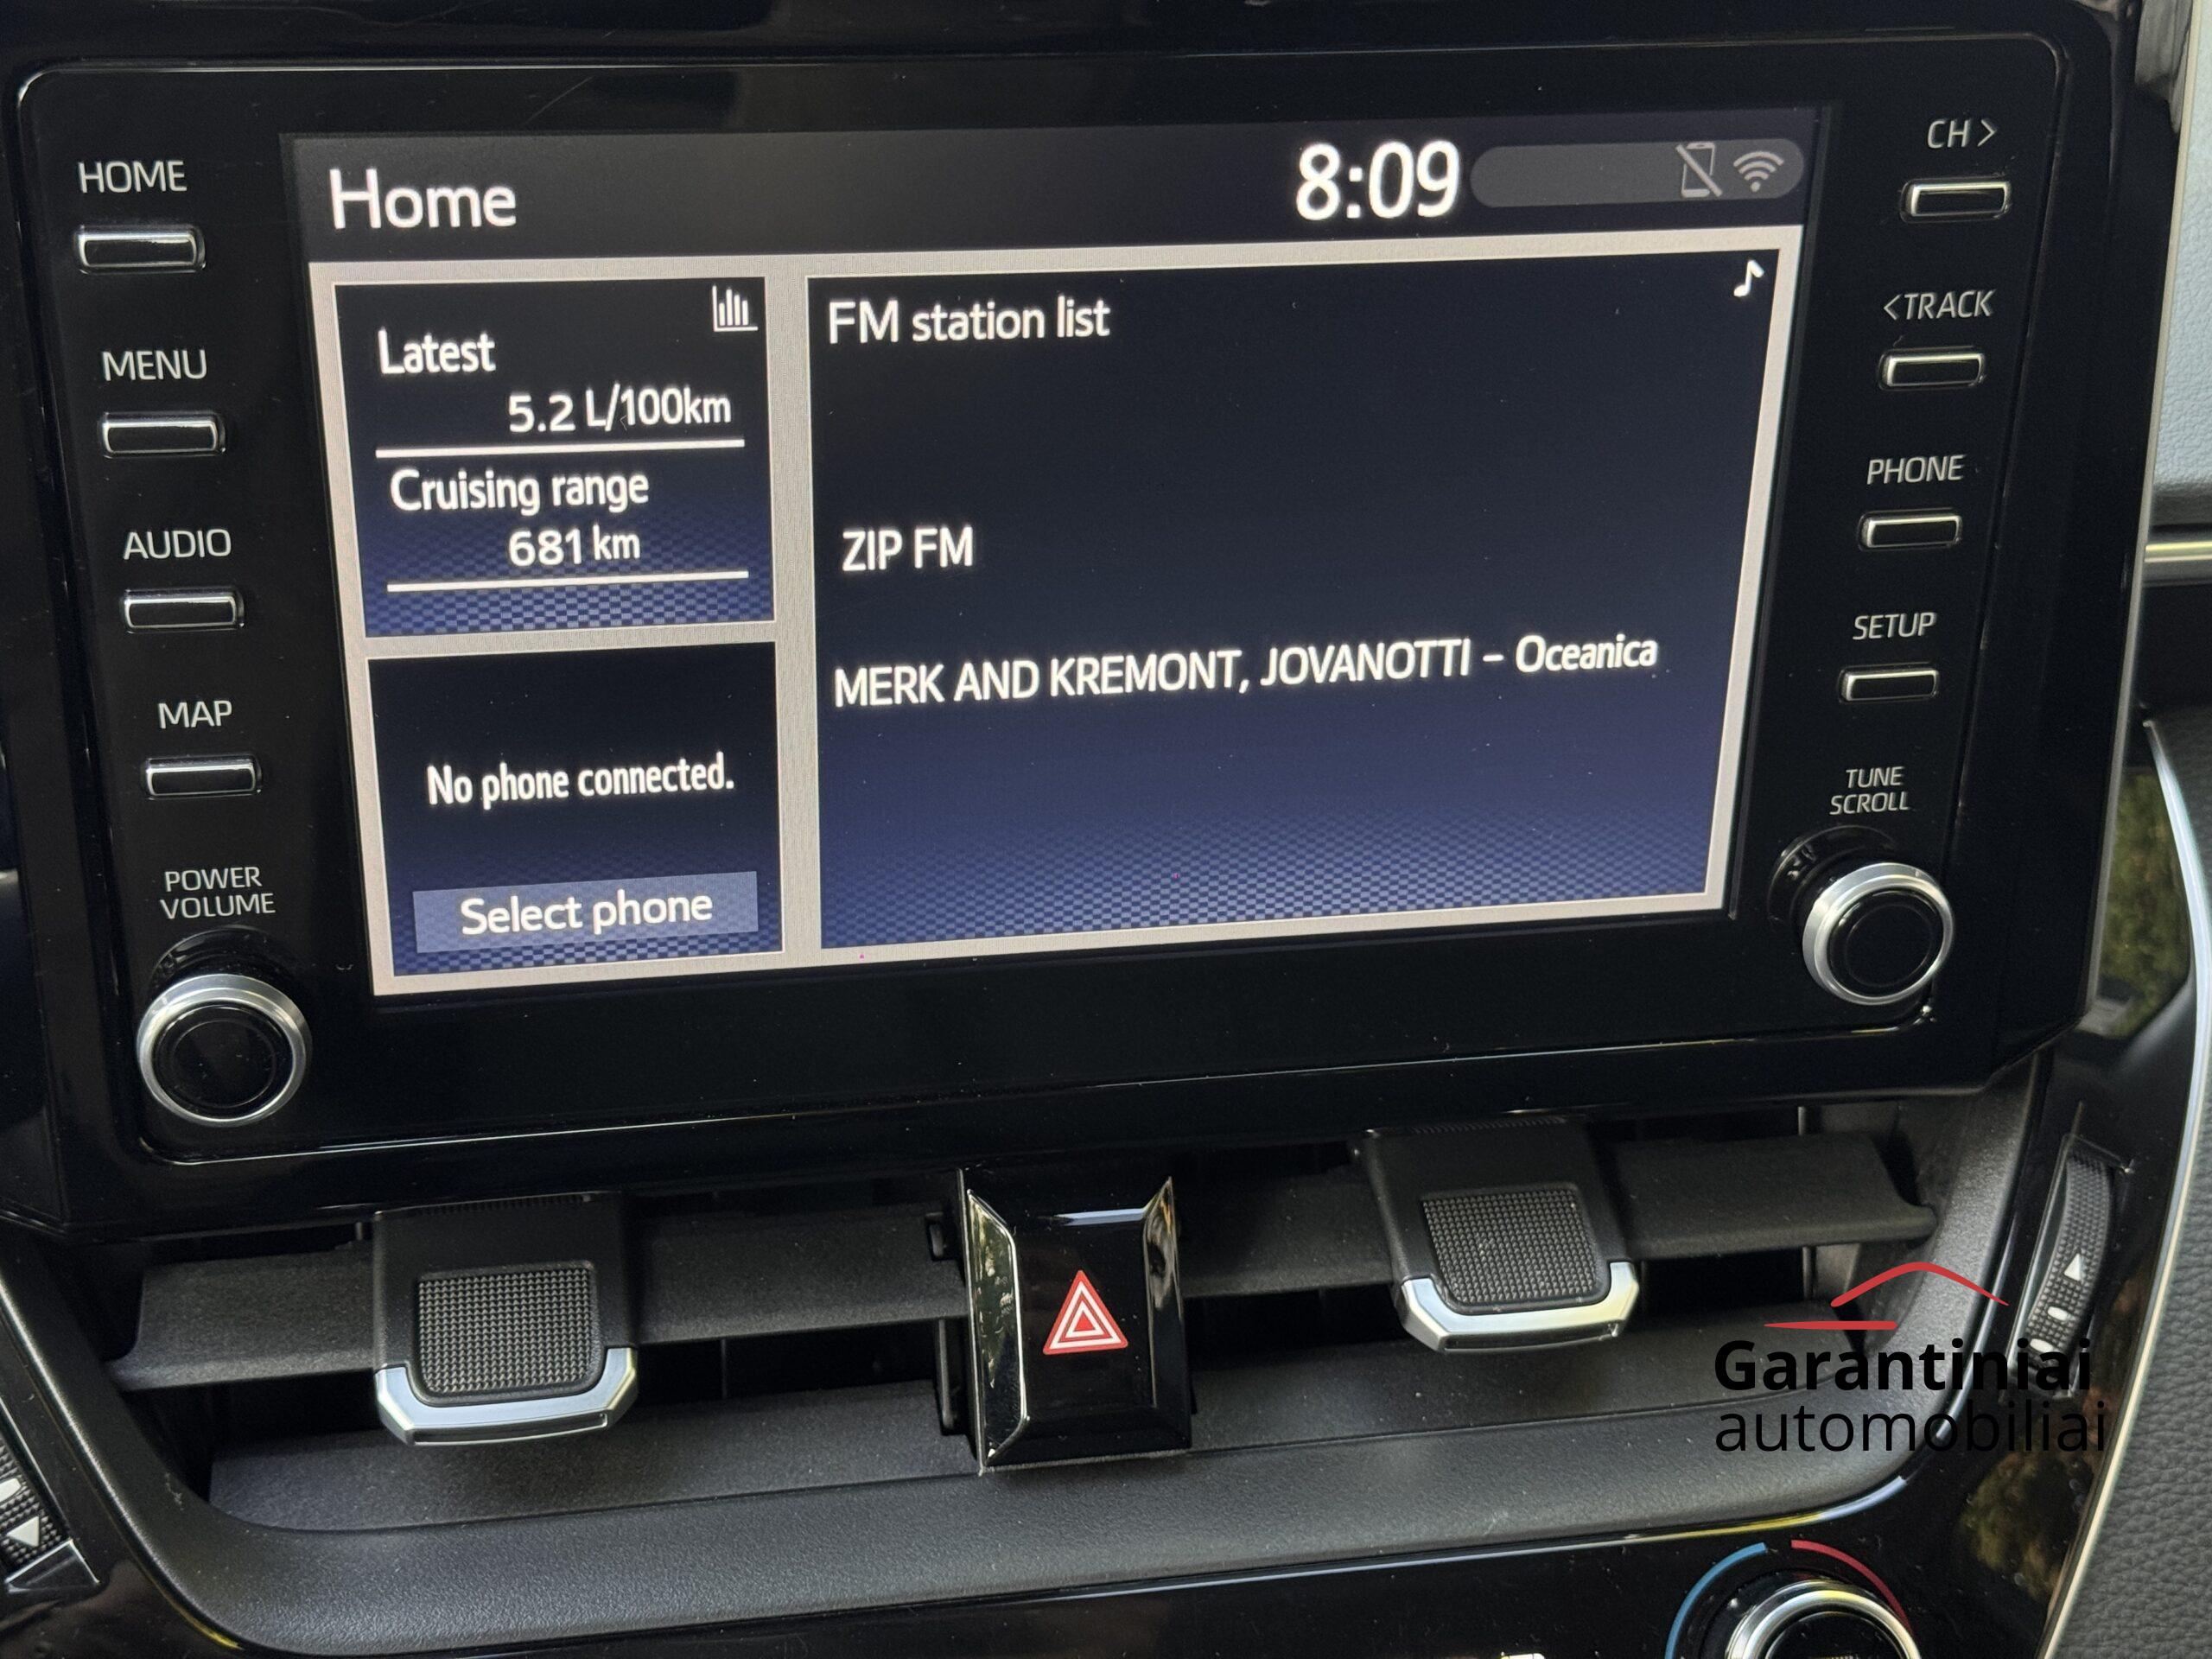 HOME
MENU
AUDIO
MAP
POWER
VOLUME
Home
8:09
Latest
5.2 L/100km
Cruising range
681 km
No phone connected.
Select phone
FM station list
ZIP FM
MERK AND KREMONT, JOVANOTTI – Oceanica
CH >
<TRACK
PHONE
SETUP
TUNE
SCROLL
Garantiniai
automobiliai